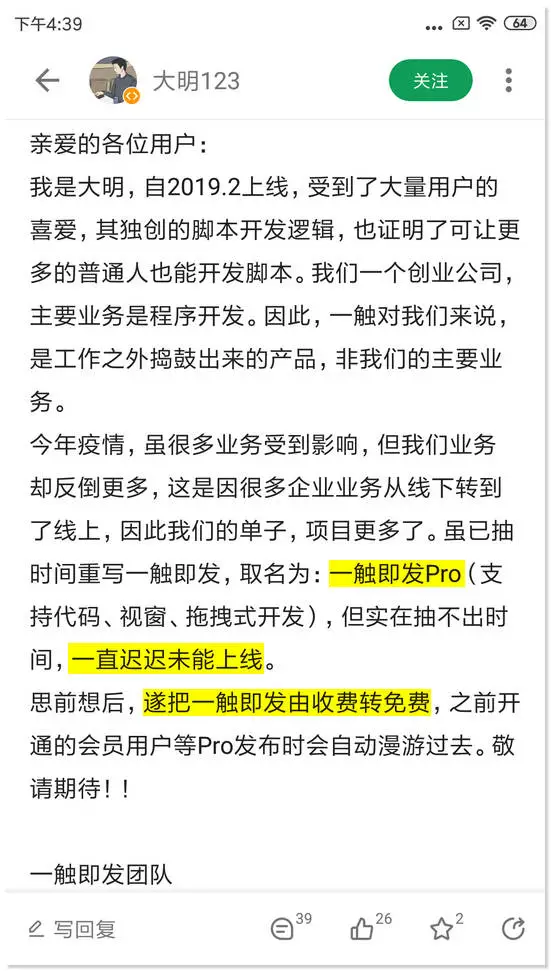 下午4:39
64
大明123
关注
亲爱的各位用户：
我是大明，自2019.2上线，受到了大量用户的
喜爱，其独创的脚本开发逻辑，也证明了可让更
多的普通人也能开发脚本。我们一个创业公司，
主要业务是程序开发。因此，一触对我们来说，
是工作之外捣鼓出来的产品，非我们的主要业
务。
今年疫情，虽很多业务受到影响，但我们业务
却反倒更多，这是因很多企业业务从线下转到
了线上，因此我们的单子，项目更多了。虽已抽
时间重写一触即发，取名为：一触即发Pro（支
持代码、视窗、拖拽式开发），但实在抽不出时
间，一直迟迟未能上线。
思前想后，遂把一触即发由收费转免费，之前开
通的会员用户等Pro发布时会自动漫游过去。敬
请期待！！
一触即发团队
写回复
39
26
2